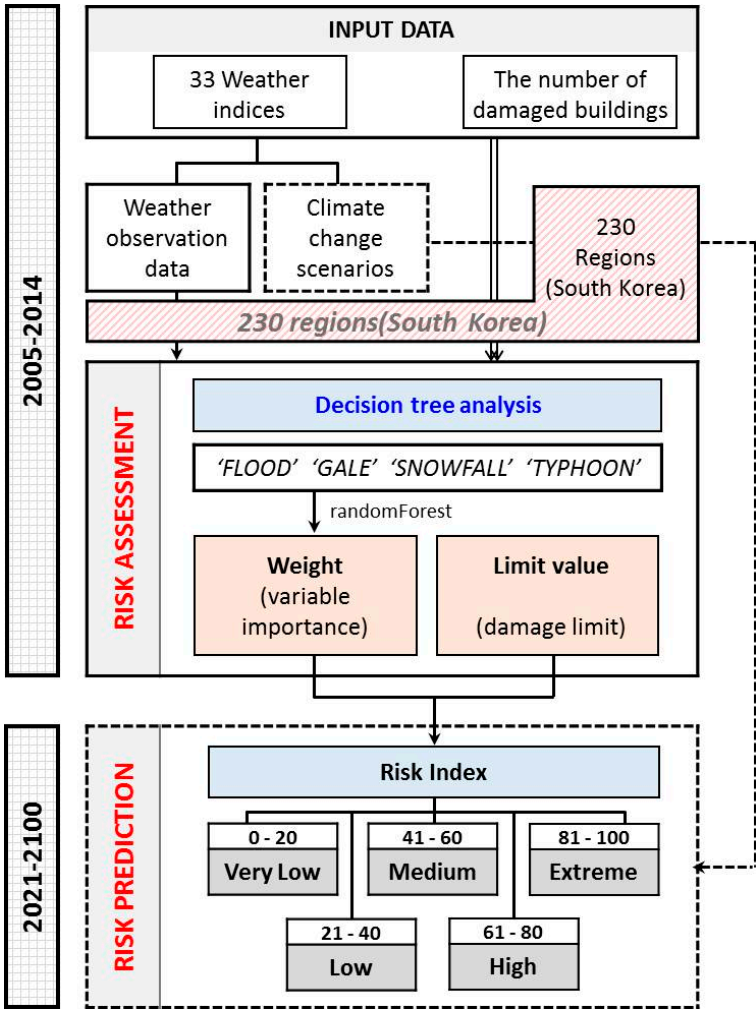 2005-2014
INPUT DATA
33 Weather
indices
The number of
damaged buildings
Weather
observation
data
Climate
change
scenarios
230
Regions
(South Korea)
230 regions(South Korea)
RISK ASSESSMENT
Decision tree analysis
‘FLOOD’ ‘GALE’ ‘SNOWFALL’ ‘TYPHOON’
randomForest
Weight
(variable
importance)
Limit value
(damage limit)
2021-2100
RISK PREDICTION
Risk Index
0 - 20
Very Low
41 - 60
Medium
81 - 100
Extreme
21 - 40
Low
61 - 80
High